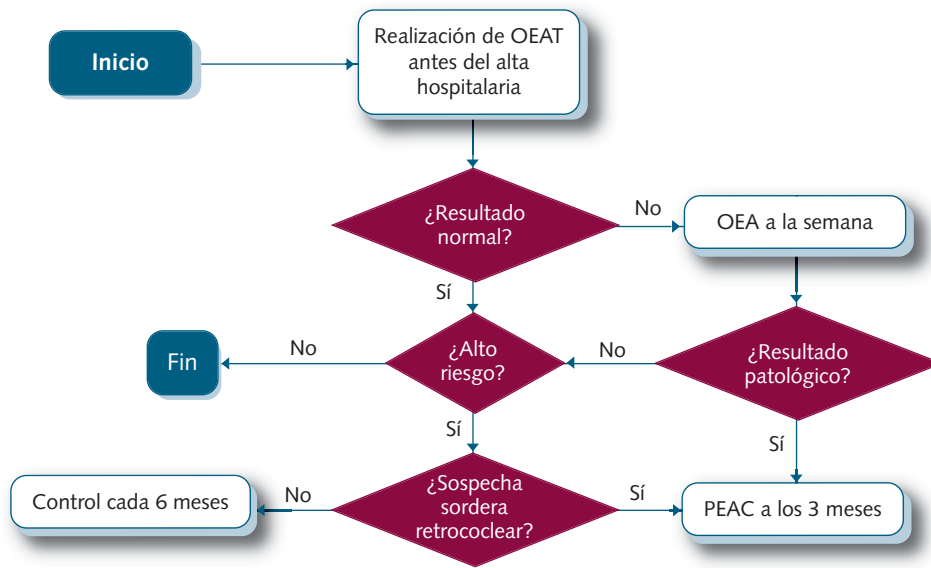 Inicio
Realización de OEAT
antes del alta
hospitalaria
¿Resultado
normal?
No
OEA a la semana
Sí
Fin
No
¿Alto
riesgo?
No
¿Resultado
patológico?
Sí
Sí
Control cada 6 meses
No
¿Sospecha
sordera
retrococlear?
Sí
PEAC a los 3 meses